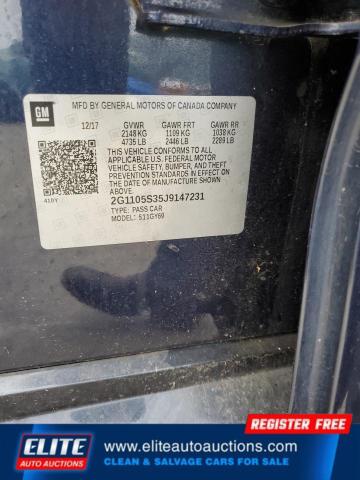 GM
MFD BY GENERAL MOTORS OF CANADA COMPANY
12/17 GVWR GAWR FRT GAWR RR
2148 KG 1109 KG 1038 KG
4735 LB 2446 LB 2289 LB
THIS VEHICLE CONFORMS TO ALL APPLICABLE
U.S. FEDERAL MOTOR
VEHICLE SAFETY, BUMPER, AND THEFT
PREVENTION STANDARDS IN EFFECT ON THE
DATE OF MANUFACTURE SHOWN ABOVE.
41DY 2G1105S35J9147231
TYPE: PASS CAR
MODEL: 511GY69
REGISTER FREE
ELITE
AUTO AUCTIONS
www.eliteautoauctions.com
CLEAN & SALVAGE CARS FOR SALE